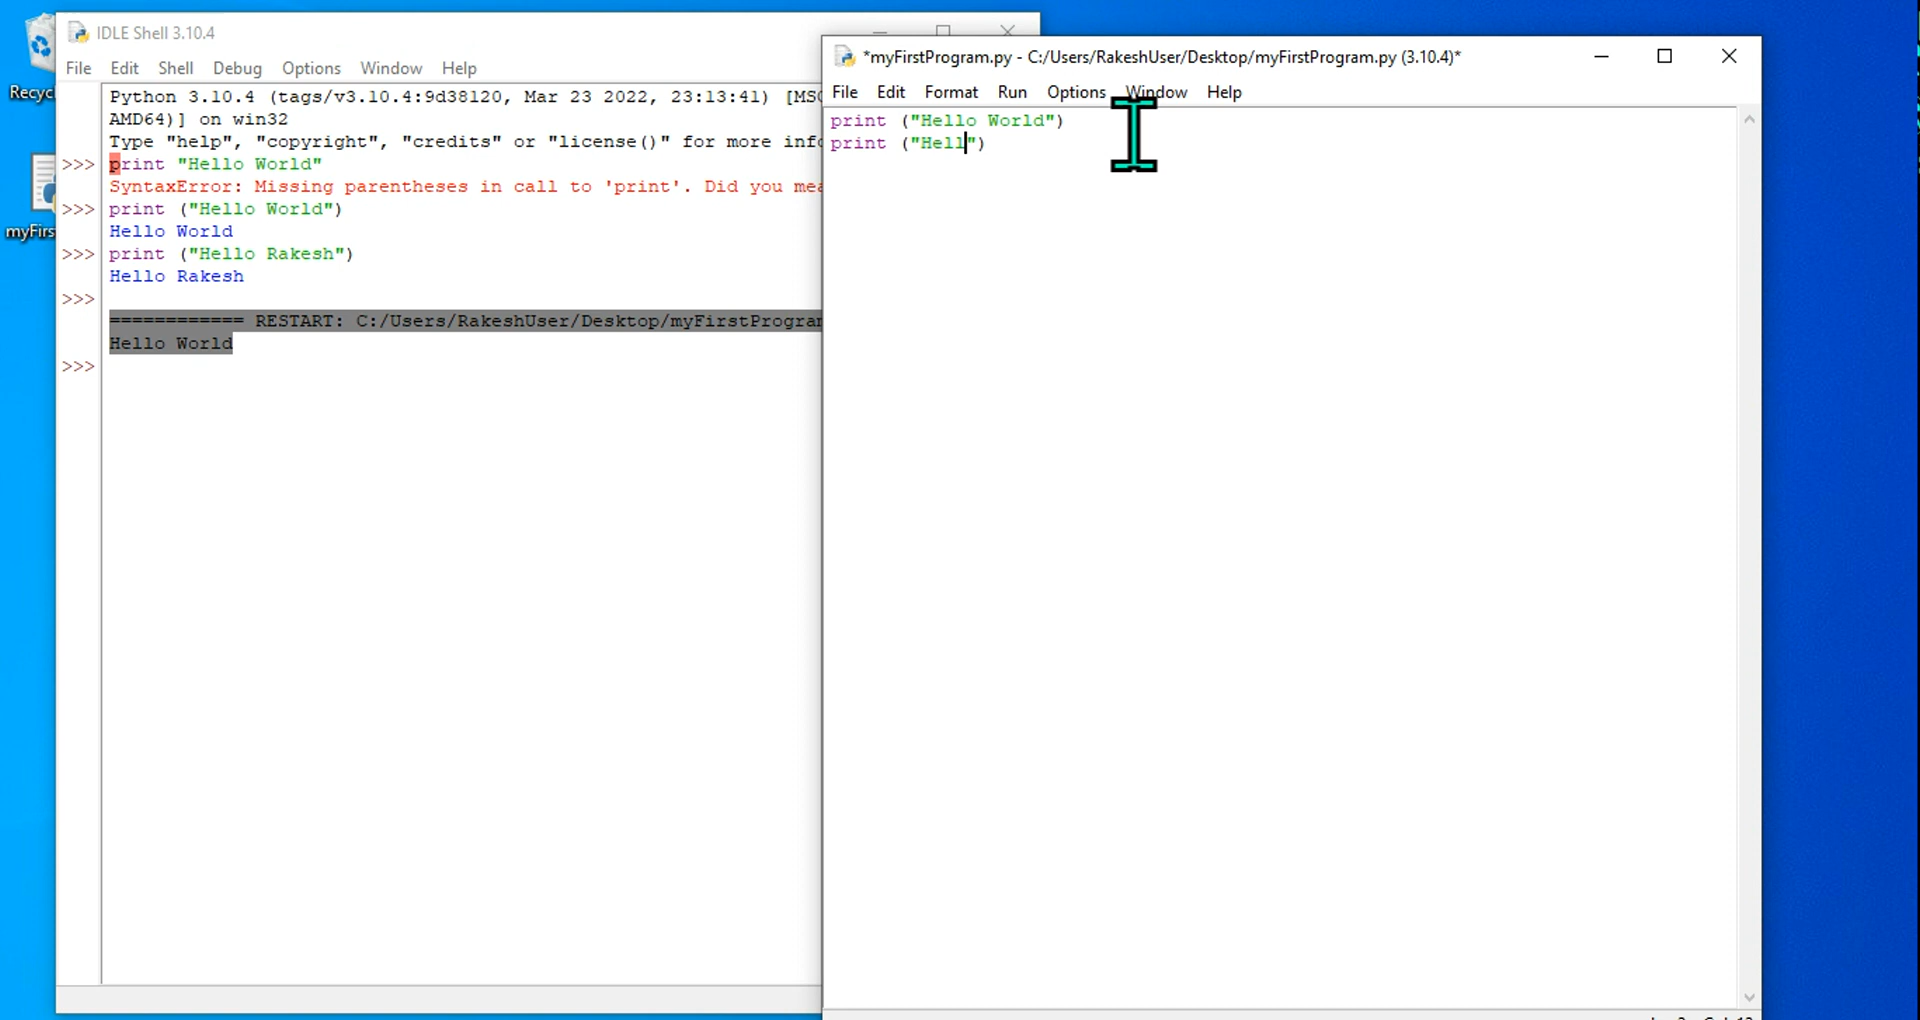 IDLE Shell 3.10.4
File Edit Shell Debug Options Window Help
Python 3.10.4 (tags/v3.10.4:9d38120, Mar 23 2022, 23:13:41) [MSC
AMD64)] on win32
Type "help", "copyright", "credits" or "license()" for more info
>>> print "Hello World"
SyntaxError: Missing parentheses in call to 'print'. Did you mea
>>> print ("Hello World")
Hello World
>>> print ("Hello Rakesh")
Hello Rakesh
>>>
============ RESTART: C:/Users/RakeshUser/Desktop/myFirstProgram
Hello World
>>>
Recyc
myFirs
*myFirstProgram.py - C:/Users/RakeshUser/Desktop/myFirstProgram.py (3.10.4)*
File Edit Format Run Options Window Help
print ("Hello World")
print ("Hell")